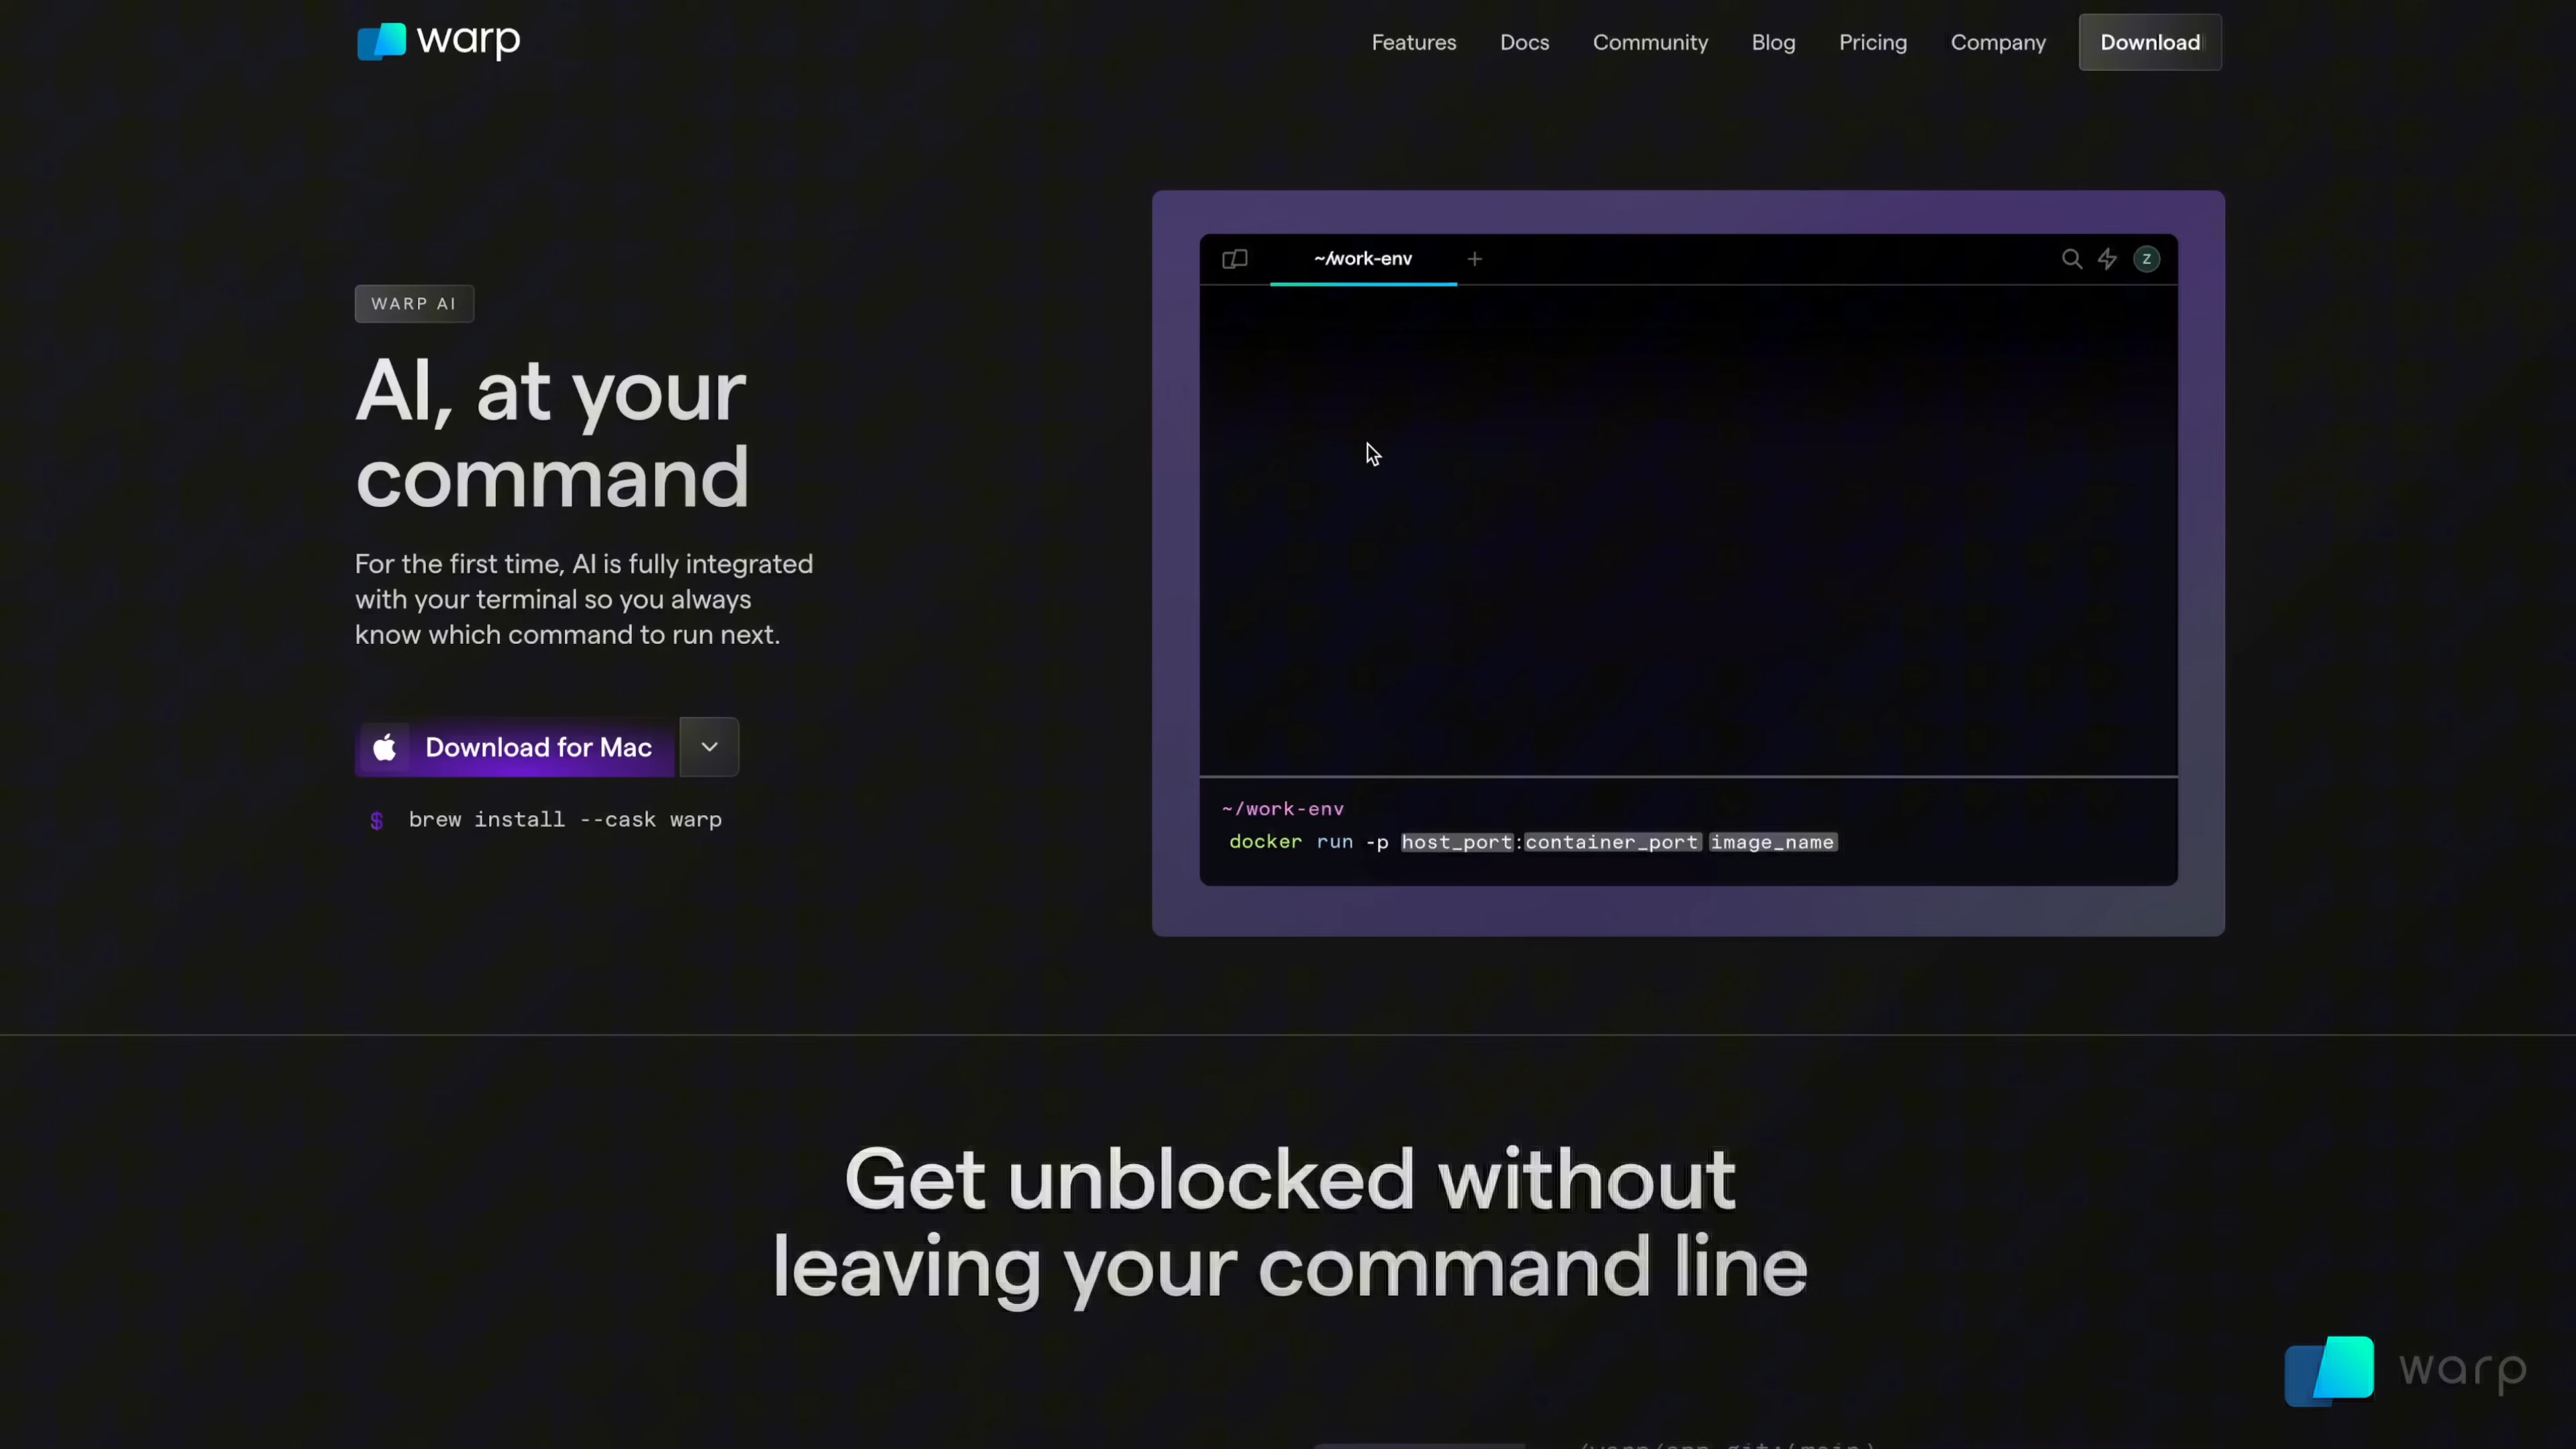 warp
Features Docs Community Blog Pricing Company Download
WARP AI
AI, at your
command
For the first time, AI is fully integrated
with your terminal so you always
know which command to run next.
Download for Mac
$ brew install --cask warp
~/work-env
Z
~/work-env
docker run -p host_port:container_port image_name
Get unblocked without
leaving your command line
warp